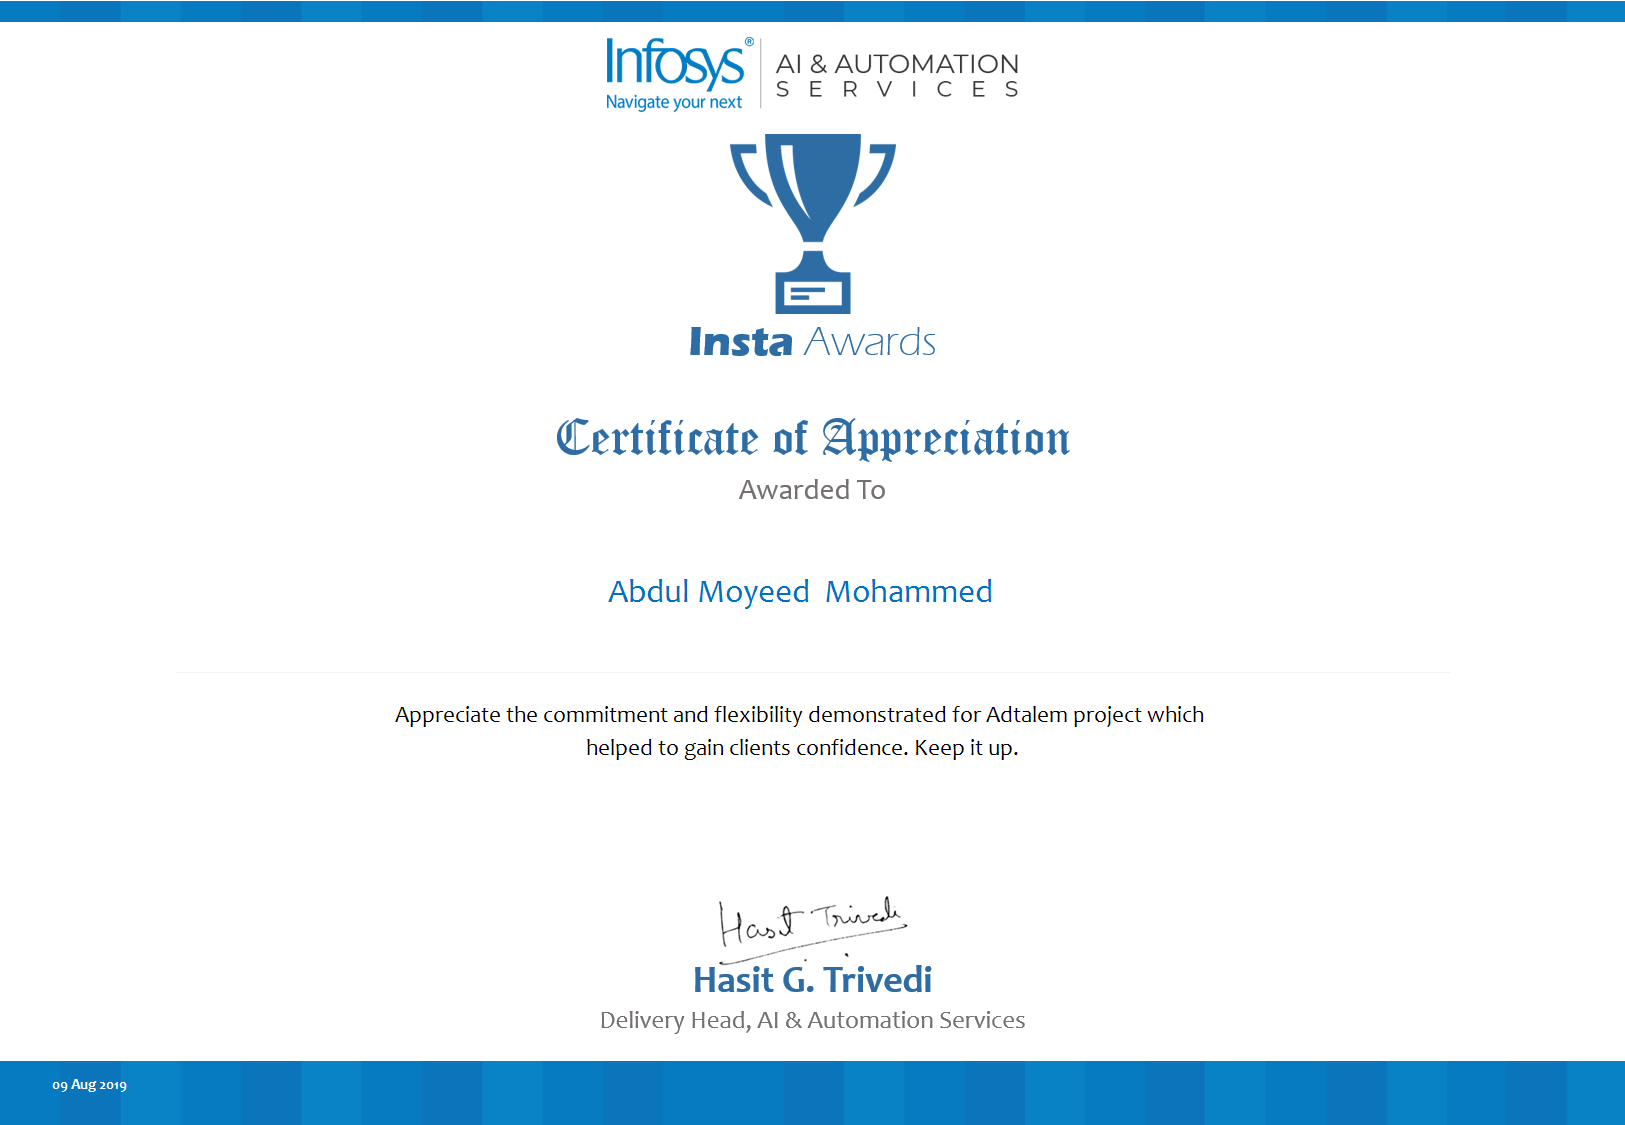 Infosys®
Navigate your next
AI & AUTOMATION
SERVICES
Insta Awards
Certificate of Appreciation
Awarded To
Abdul Moyeed  Mohammed
Appreciate the commitment and flexibility demonstrated for Adtalem project which
helped to gain clients confidence. Keep it up.
Hasit Trivedi
Hasit G. Trivedi
Delivery Head, AI & Automation Services
09 Aug 2019